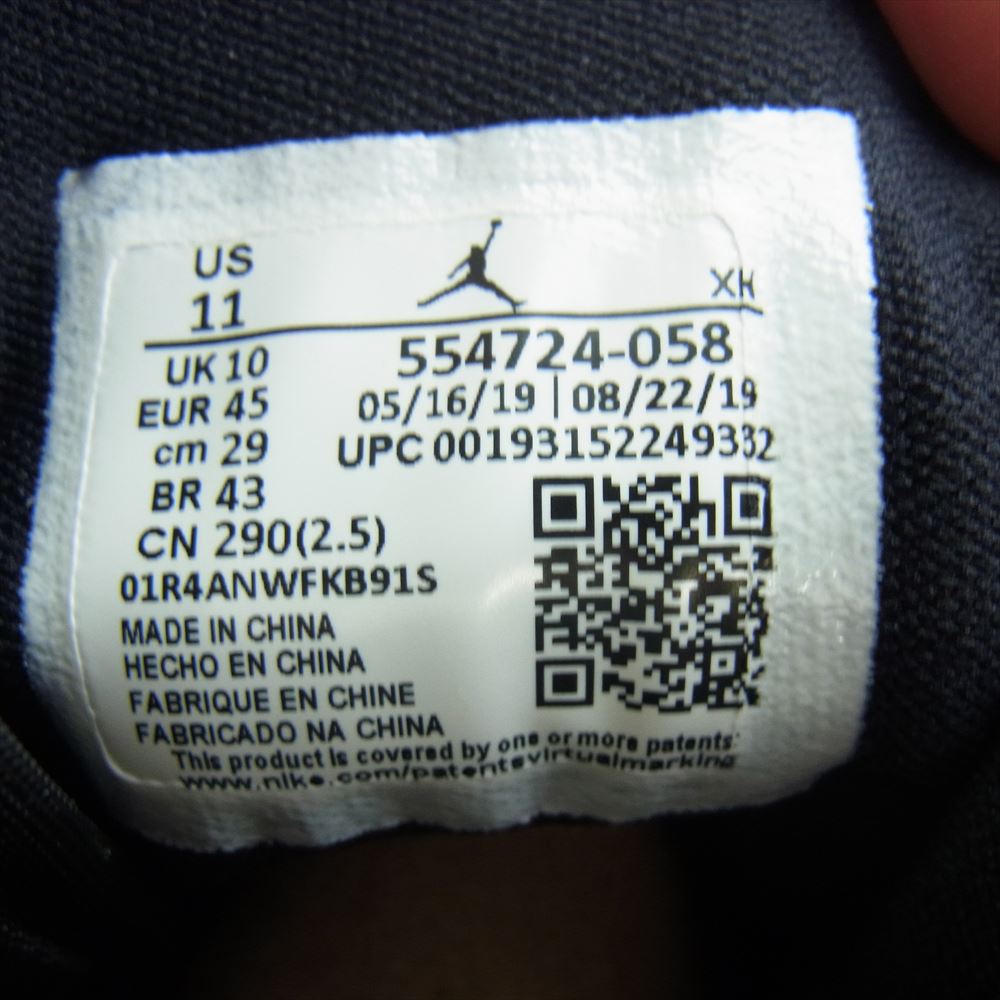 US
11
XH
UK 10
EUR 45
cm 29
BR 43
CN 290(2.5)
01R4ANWFKB91S
554724-058
05/16/19 | 08/22/19
UPC 00193152249332
MADE IN CHINA
HECHO EN CHINA
FABRIQUE EN CHINE
FABRICADO NA CHINA
This product is covered by one or more patents:
www.nike.com/patentsvirtualmarking